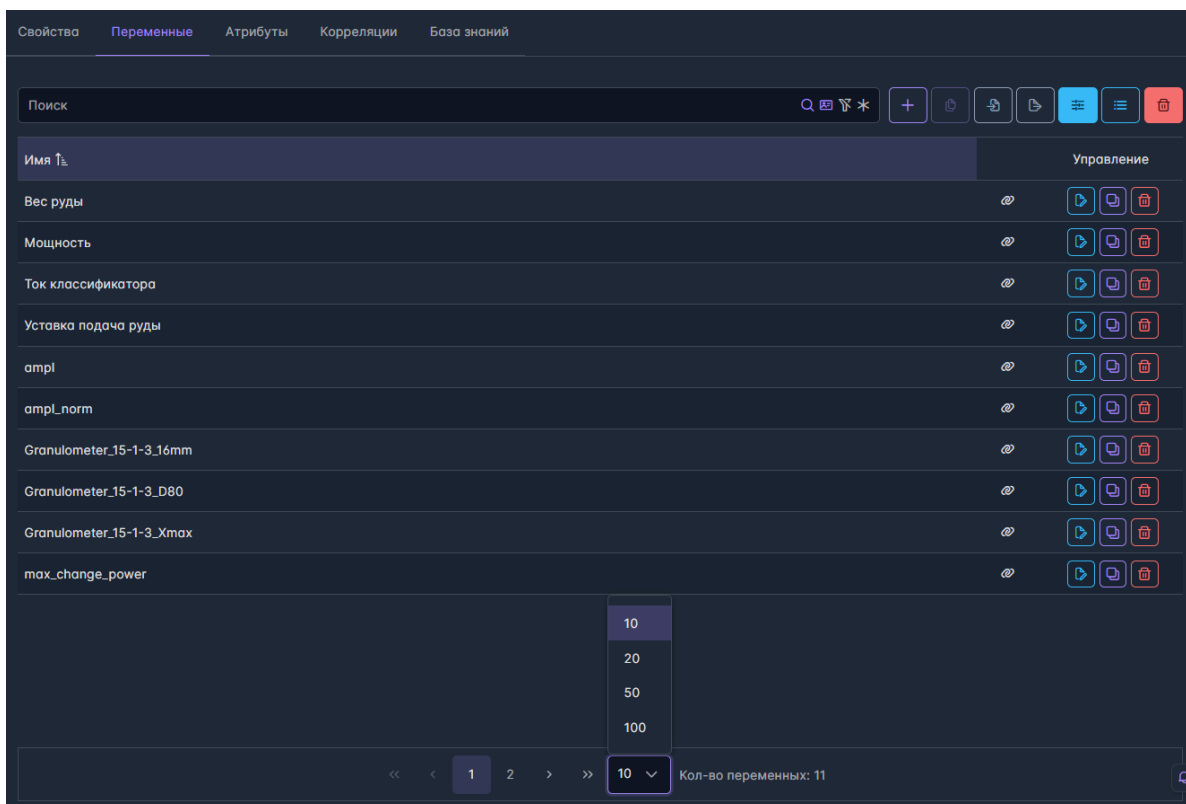 Свойства Переменные Атрибуты Корреляции База знаний
Поиск
Имя Управление
Вес руды
Мощность
Ток классификатора
Уставка подача руды
ampl
ampl_norm
Granulometer_15-1-3_16mm
Granulometer_15-1-3_D80
Granulometer_15-1-3_Xmax
max_change_power
10
20
50
100
1 2 10 Кол-во переменных: 11